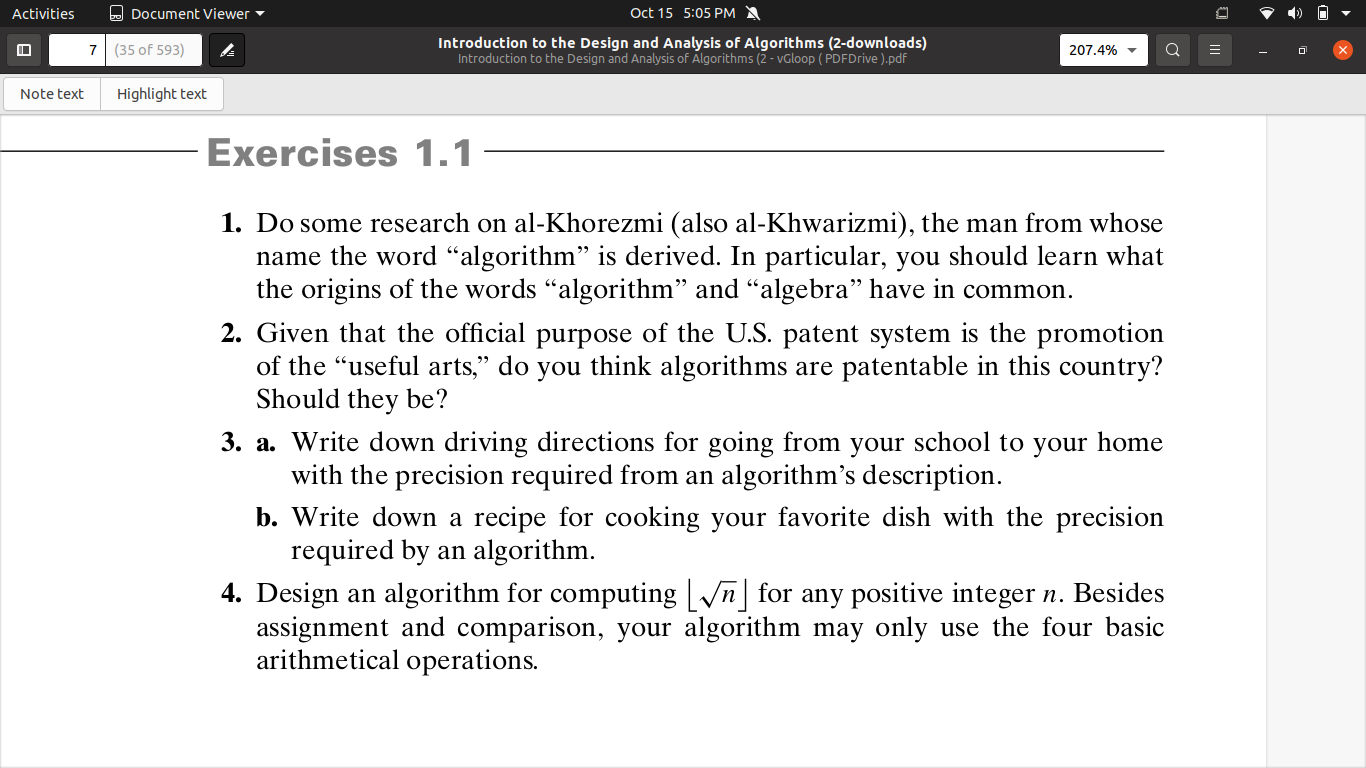 Activities Document Viewer Oct 15 5:05 PM
7 (35 of 593) Introduction to the Design and Analysis of Algorithms (2-downloads) 207.4%
Introduction to the Design and Analysis of Algorithms (2 - vGloop ( PDFDrive ).pdf
Note text Highlight text
Exercises 1.1
1. Do some research on al-Khorezmi (also al-Khwarizmi), the man from whose
name the word “algorithm” is derived. In particular, you should learn what
the origins of the words “algorithm” and “algebra” have in common.
2. Given that the official purpose of the U.S. patent system is the promotion
of the “useful arts,” do you think algorithms are patentable in this country?
Should they be?
3. a. Write down driving directions for going from your school to your home
with the precision required from an algorithm’s description.
b. Write down a recipe for cooking your favorite dish with the precision
required by an algorithm.
4. Design an algorithm for computing ⌊√n⌋ for any positive integer n. Besides
assignment and comparison, your algorithm may only use the four basic
arithmetical operations.